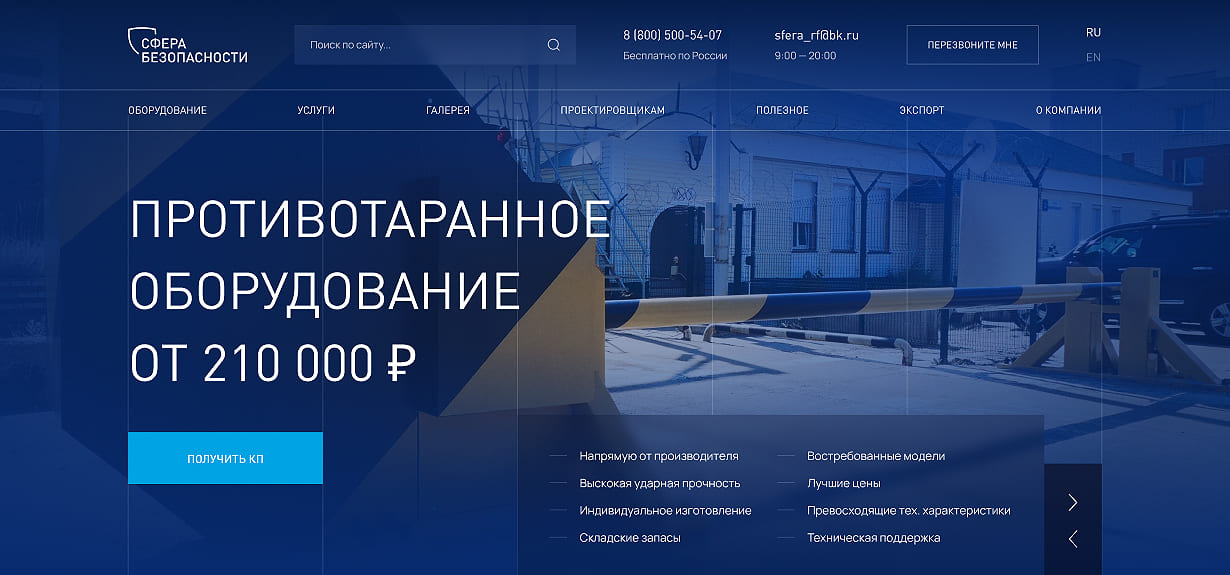 СФЕРА
БЕЗОПАСНОСТИ
Поиск по сайту...
8 (800) 500-54-07
Бесплатно по России
sfera_rf@bk.ru
9:00 — 20:00
ПЕРЕЗВОНИТЕ МНЕ
RU
EN
ОБОРУДОВАНИЕ УСЛУГИ ГАЛЕРЕЯ ПРОЕКТИРОВЩИКАМ ПОЛЕЗНОЕ ЭКСПОРТ О КОМПАНИИ
ПРОТИВОТАРАННОЕ
ОБОРУДОВАНИЕ
ОТ 210 000 ₽
ПОЛУЧИТЬ КП
Напрямую от производителя
Выскокая ударная прочность
Индивидуальное изготовление
Складские запасы
Востребованные модели
Лучшие цены
Превосходящие тех. характеристики
Техническая поддержка